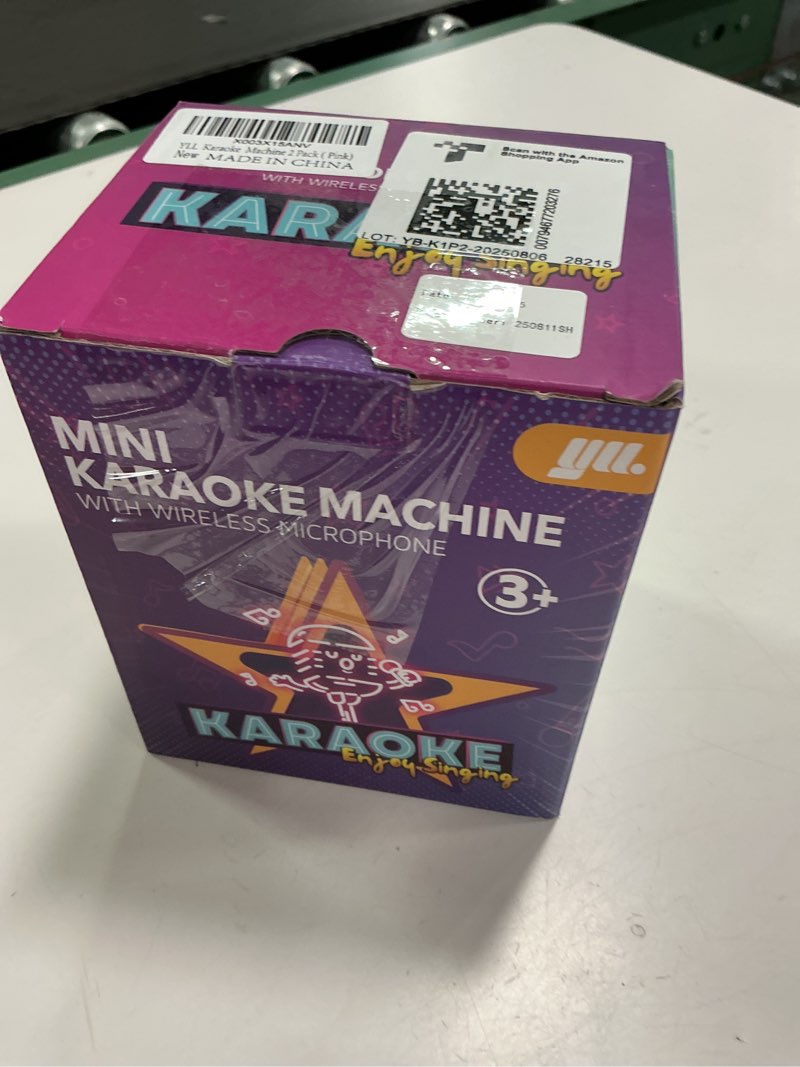 X003X15ANV
YLL Karaoke Machine 2 Pack ( Pink)
New MADE IN CHINA
Scan with the Amazon
Shopping App
00794677203276
LOT: YB-K1P2-20250806 28215
WITH WIRELESS
KARA
Enjoy Singing
250811SH
yll.
MINI
KARAOKE MACHINE
WITH WIRELESS MICROPHONE
3+
KARAOKE
Enjoy Singing